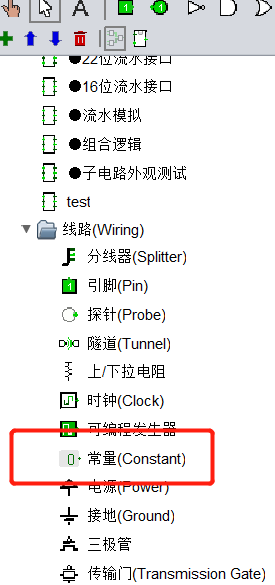 A
1
●22位流水接口
●16位流水接口
●流水模拟
●组合逻辑
●子电路外观测试
test
线路(Wiring)
分线器(Splitter)
1 引脚(Pin)
探针(Probe)
隧道(Tunnel)
上/下拉电阻
时钟(Clock)
可编程发生器
0 常量(Constant)
电源(Power)
接地(Ground)
三极管
传输门(Transmission Gate)